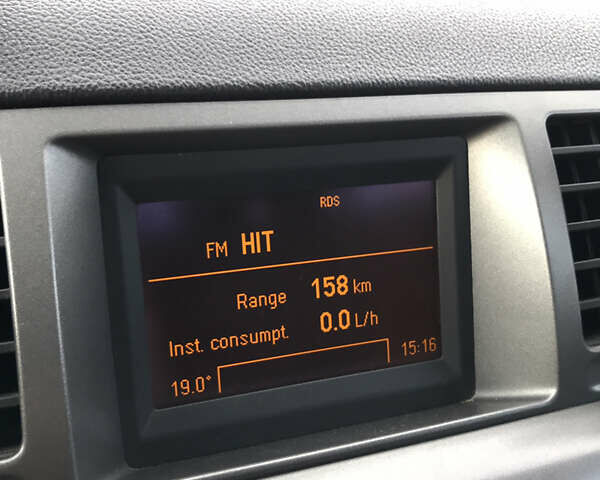 RDS
FM HIT
Range 158 km
Inst. consumpt. 0.0 L/h
19.0° 15:16